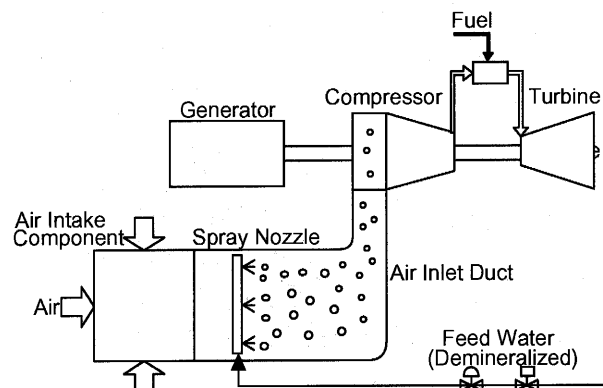 Fuel
Compressor
Turbine
Generator
Air Intake
Component
Spray Nozzle
Air Inlet Duct
Air
Feed Water
(Demineralized)